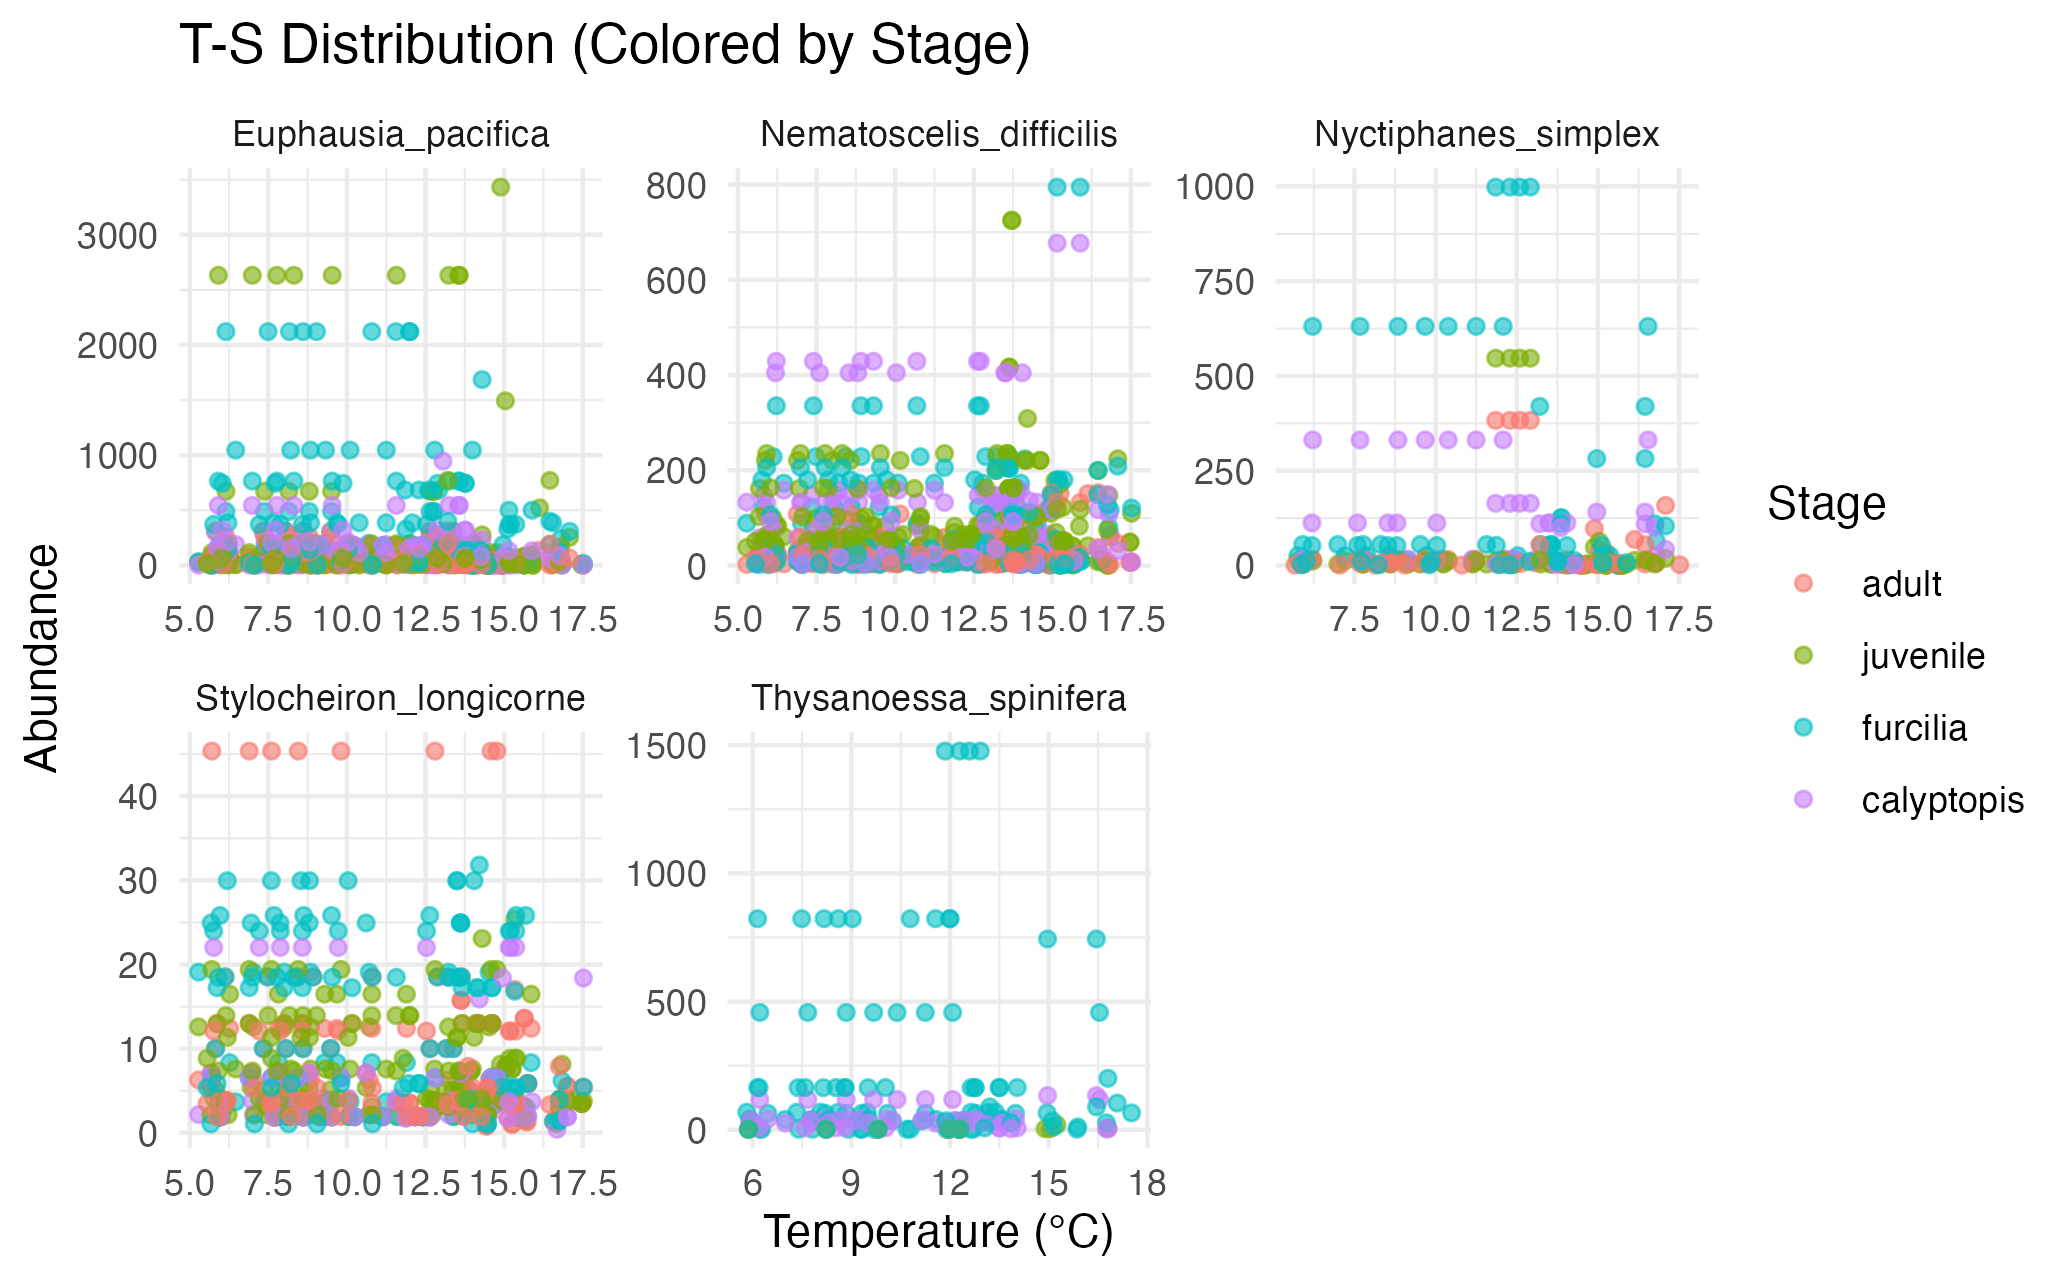 T-S Distribution (Colored by Stage)
Euphausia_pacifica
Nematoscelis_difficilis
Nyctiphanes_simplex
3000
2000
1000
0
800
600
400
200
0
1000
750
500
250
0
5.0 7.5 10.0 12.5 15.0 17.5
5.0 7.5 10.0 12.5 15.0 17.5
7.5 10.0 12.5 15.0 17.5
Stylocheiron_longicorne
Thysanoessa_spinifera
40
30
20
10
0
1500
1000
500
0
5.0 7.5 10.0 12.5 15.0 17.5
6 9 12 15 18
Abundance
Temperature (°C)
Stage
adult
juvenile
furcilia
calyptopis